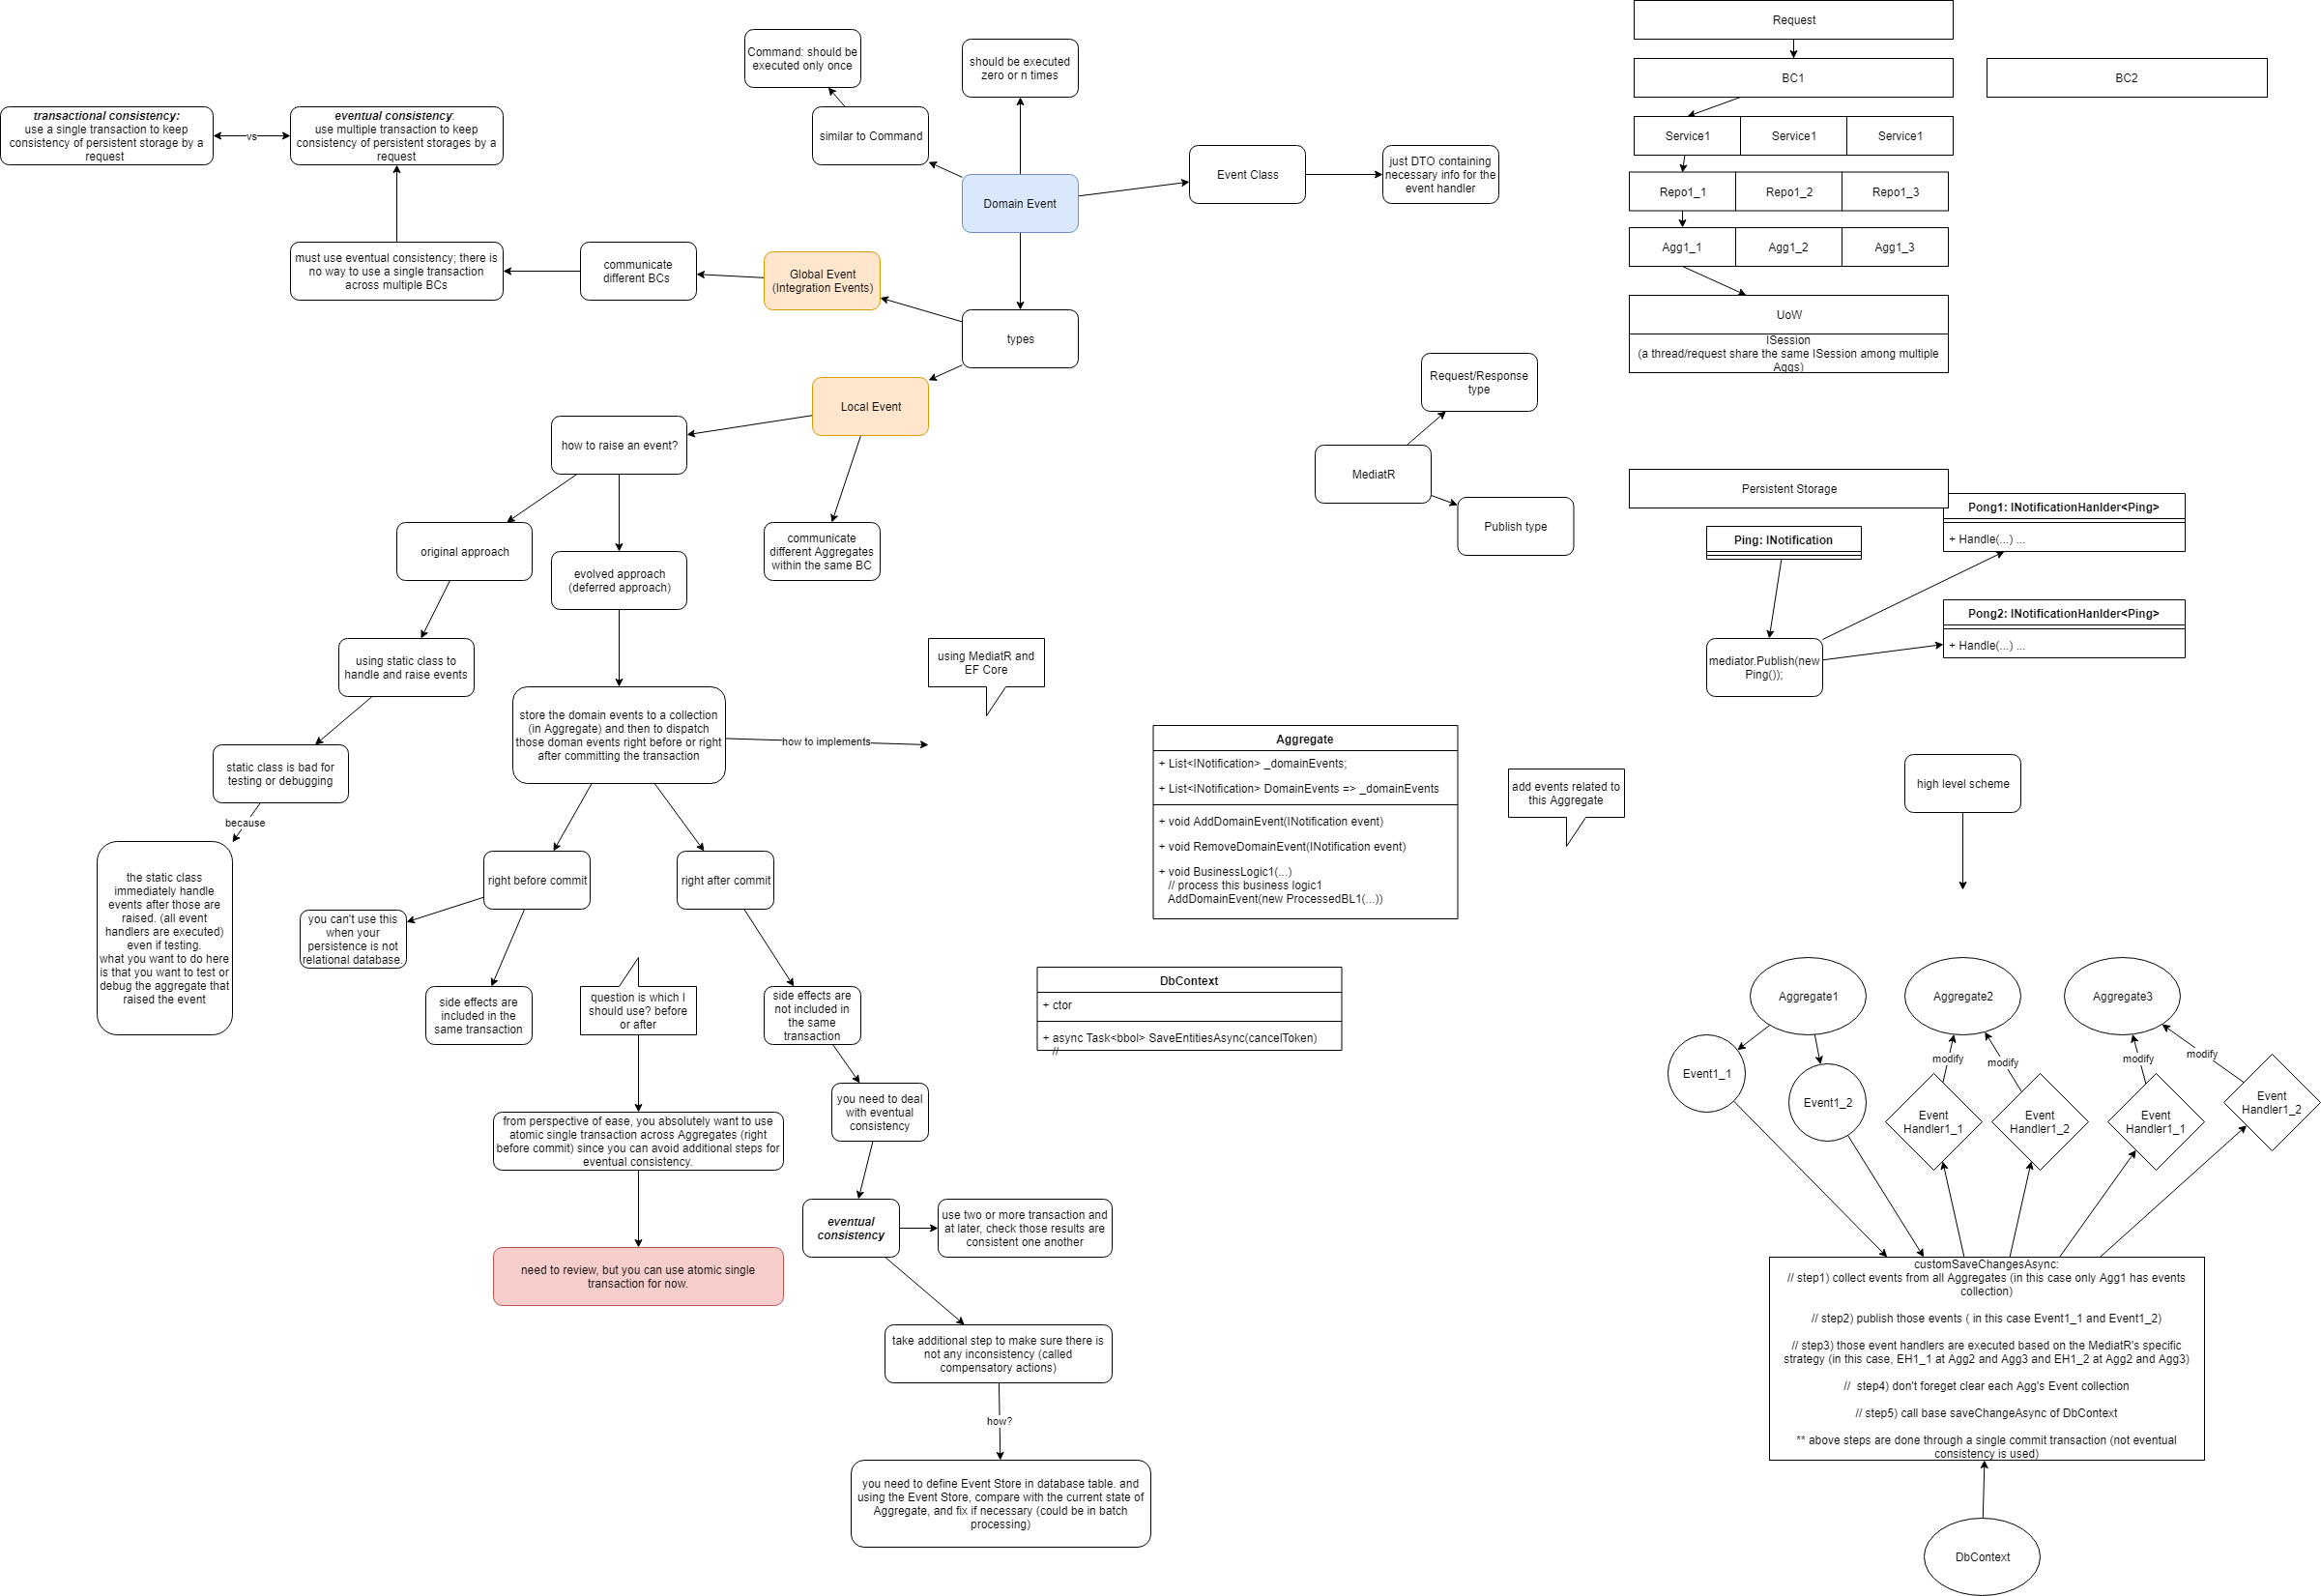 Command: should be
executed only once
should be executed
zero or n times
transactional consistency:
use a single transaction to keep
consistency of persistent storage by a
request
vs
eventual consistency:
use multiple transaction to keep
consistency of persistent storages by a
request
similar to Command
Event Class
just DTO containing
necessary info for the
event handler
Domain Event
must use eventual consistency; there is
no way to use a single transaction
across multiple BCs
communicate
different BCs
Global Event
(Integration Events)
types
Local Event
how to raise an event?
original approach
evolved approach
(deferred approach)
communicate
different Aggregates
within the same BC
using static class to
handle and raise events
static class is bad for
testing or debugging
because
the static class
immediately handle
events after those are
raised. (all event
handlers are executed)
even if testing.
what you want to do here
is that you want to test or
debug the aggregate that
raised the event
store the domain events to a collection
(in Aggregate) and then to dispatch
those doman events right before or right
after committing the transaction
how to implements
using MediatR and
EF Core
right before commit
right after commit
you can't use this
when your
persistence is not
relational database.
side effects are
included in the
same transaction
question is which I
should use? before
or after
side effects are
not included in
the same
transaction
you need to deal
with eventual
consistency
from perspective of ease, you absolutely want to use
atomic single transaction across Aggregates (right
before commit) since you can avoid additional steps for
eventual consistency.
need to review, but you can use atomic single
transaction for now.
eventual
consistency
use two or more transaction and
at later, check those results are
consistent one another
take additional step to make sure there is
not any inconsistency (called
compensatory actions)
how?
you need to define Event Store in database table. and
using the Event Store, compare with the current state of
Aggregate, and fix if necessary (could be in batch
processing)
Aggregate
+ List<INotification> _domainEvents;
+ List<INotification> DomainEvents => _domainEvents
+ void AddDomainEvent(INotification event)
+ void RemoveDomainEvent(INotification event)
+ void BusinessLogic1(...)
// process this business logic1
AddDomainEvent(new ProcessedBL1(...))
add events related to
this Aggregate
DbContext
+ ctor
+ async Task<bbol> SaveEntitiesAsync(cancelToken)
//
MediatR
Request/Response
type
Publish type
Request
BC1
BC2
Service1
Service1
Service1
Repo1_1
Repo1_2
Repo1_3
Agg1_1
Agg1_2
Agg1_3
UoW
ISession
(a thread/request share the same ISession among multiple
Aggs)
Persistent Storage
Ping: INotification
Pong1: INotificationHanlder<Ping>
+ Handle(...) ...
Pong2: INotificationHanlder<Ping>
+ Handle(...) ...
mediator.Publish(new
Ping());
high level scheme
Aggregate1
Aggregate2
Aggregate3
Event1_1
Event1_2
modify
modify
modify
modify
Event
Handler1_1
Event
Handler1_2
Event
Handler1_1
Event
Handler1_2
customSaveChangesAsync:
// step1) collect events from all Aggregates (in this case only Agg1 has events
collection)
// step2) publish those events ( in this case Event1_1 and Event1_2)
// step3) those event handlers are executed based on the MediatR's specific
strategy (in this case, EH1_1 at Agg2 and Agg3 and EH1_2 at Agg2 and Agg3)
// step4) don't foreget clear each Agg's Event collection
// step5) call base saveChangeAsync of DbContext
** above steps are done through a single commit transaction (not eventual
consistency is used)
DbContext